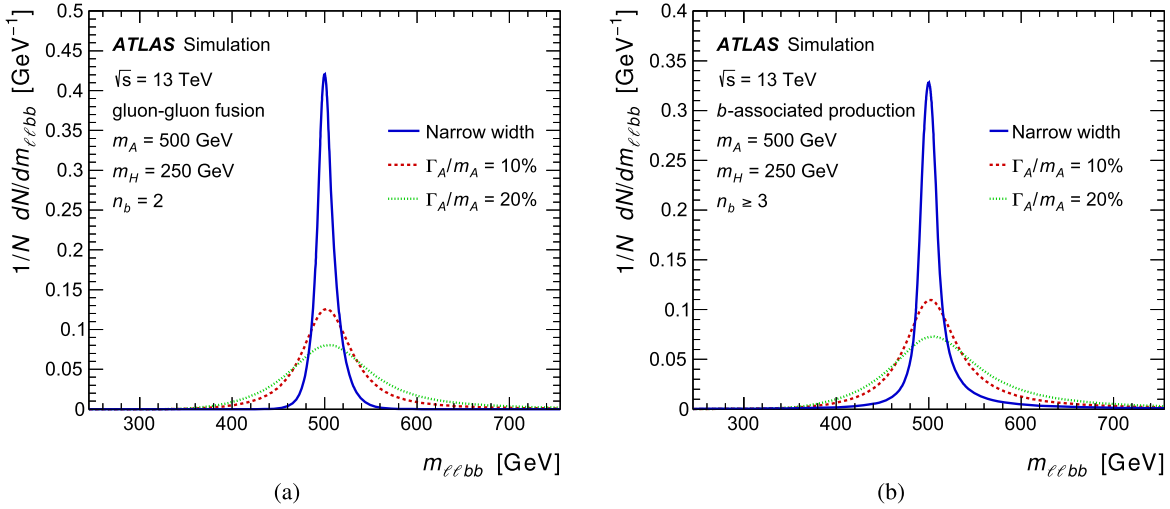 1/N dN/dm_ℓℓbb [GeV⁻¹]
0.5
0.45
0.4
0.35
0.3
0.25
0.2
0.15
0.1
0.05
0
ATLAS Simulation
√s = 13 TeV
gluon-gluon fusion
m_A = 500 GeV
m_H = 250 GeV
n_b = 2
Narrow width
Γ_A/m_A = 10%
Γ_A/m_A = 20%
300 400 500 600 700
m_ℓℓbb [GeV]
(a)
1/N dN/dm_ℓℓbb [GeV⁻¹]
0.4
0.35
0.3
0.25
0.2
0.15
0.1
0.05
0
ATLAS Simulation
√s = 13 TeV
b-associated production
m_A = 500 GeV
m_H = 250 GeV
n_b ≥ 3
Narrow width
Γ_A/m_A = 10%
Γ_A/m_A = 20%
300 400 500 600 700
m_ℓℓbb [GeV]
(b)